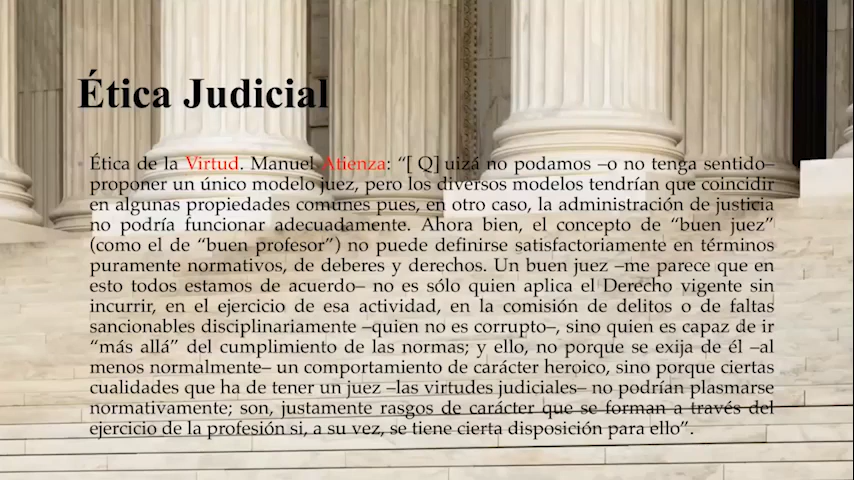 Ética Judicial
Ética de la Virtud. Manuel Atienza: “[ Q] uizá no podamos –o no tenga sentido–
proponer un único modelo juez, pero los diversos modelos tendrían que coincidir
en algunas propiedades comunes pues, en otro caso, la administración de justicia
no podría funcionar adecuadamente. Ahora bien, el concepto de “buen juez”
(como el de “buen profesor”) no puede definirse satisfactoriamente en términos
puramente normativos, de deberes y derechos. Un buen juez –me parece que en
esto todos estamos de acuerdo– no es sólo quien aplica el Derecho vigente sin
incurrir, en el ejercicio de esa actividad, en la comisión de delitos o de faltas
sancionables disciplinariamente –quien no es corrupto–, sino quien es capaz de ir
“más allá” del cumplimiento de las normas; y ello, no porque se exija de él –al
menos normalmente– un comportamiento de carácter heroico, sino porque ciertas
cualidades que ha de tener un juez –las virtudes judiciales– no podrían plasmarse
normativamente; son, justamente rasgos de carácter que se forman a través del
ejercicio de la profesión si, a su vez, se tiene cierta disposición para ello”.